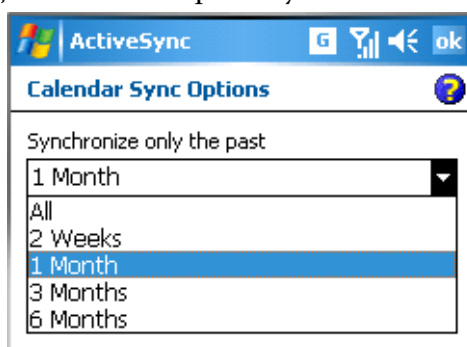 ActiveSync G ok
Calendar Sync Options ?
Synchronize only the past
1 Month
All
2 Weeks
1 Month
3 Months
6 Months